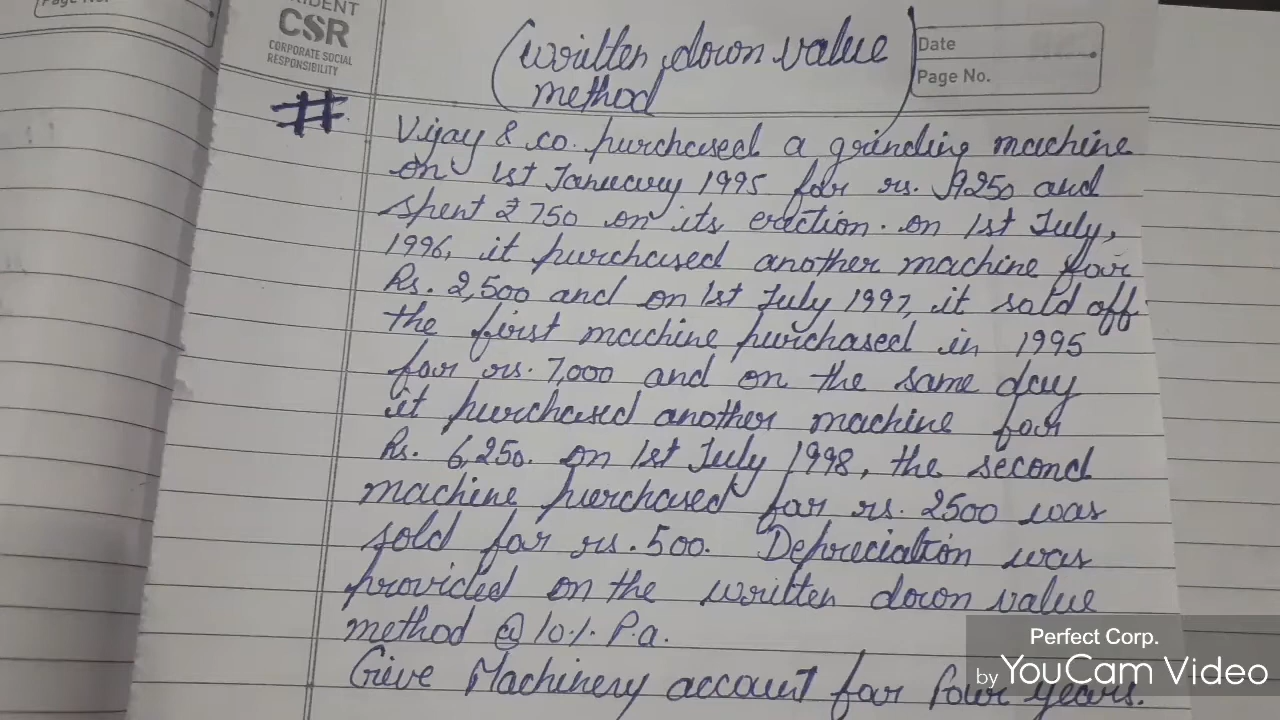 Page No.
IDENT
CSR
CORPORATE SOCIAL
RESPONSIBILITY
(written down value
method)
Date
Page No.
#
Vijay & co. purchased a grinding machine
on 1st January 1995 for rs. 9250 and
spent ₹750 on its erection. on 1st July,
1996, it purchased another machine for
Rs. 2,500 and on 1st July 1997, it sold off
the first machine purchased in 1995
for rs. 7,000 and on the same day
it purchased another machine for
Rs. 6,250. on 1st July 1998, the second
machine purchased for rs. 2500 was
sold for rs. 500. Depreciation was
provided on the written down value
method @ 10%. P.a.
Give Machinery account for four years.
Perfect Corp.
by YouCam Video